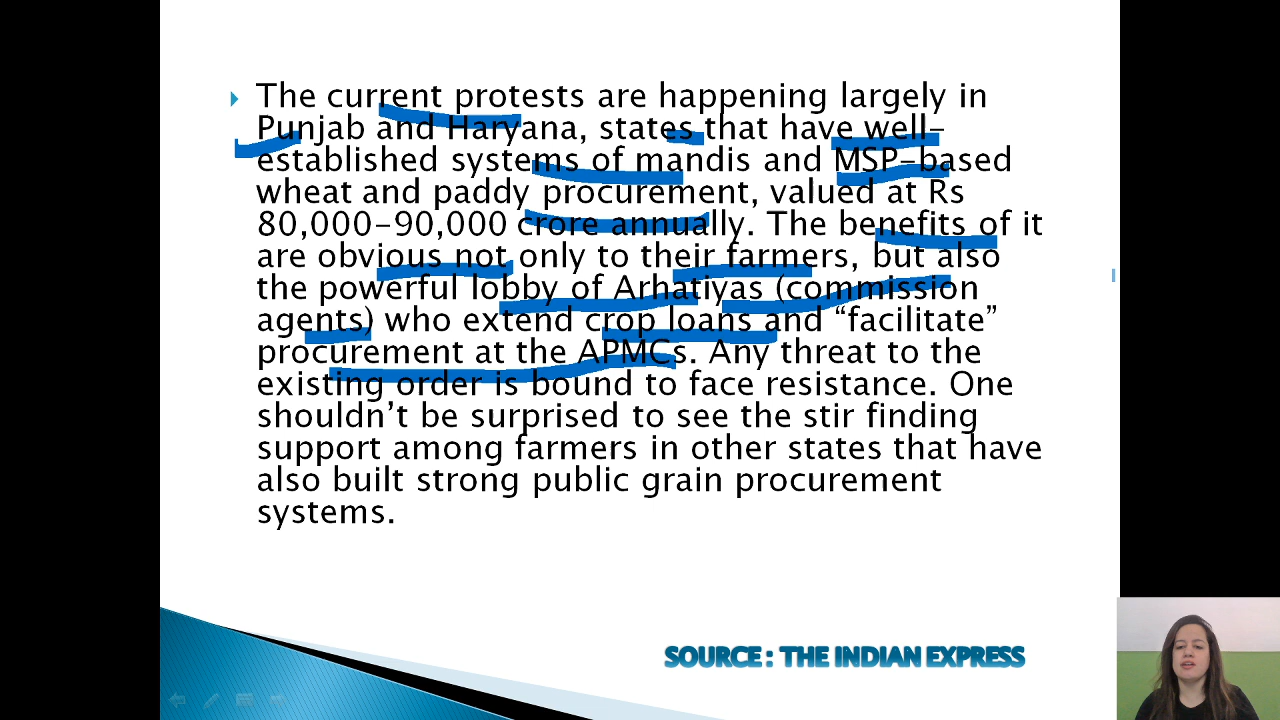 The current protests are happening largely in
Punjab and Haryana, states that have well-
established systems of mandis and MSP-based
wheat and paddy procurement, valued at Rs
80,000-90,000 crore annually. The benefits of it
are obvious not only to their farmers, but also
the powerful lobby of Arhatiyas (commission
agents) who extend crop loans and “facilitate”
procurement at the APMCs. Any threat to the
existing order is bound to face resistance. One
shouldn’t be surprised to see the stir finding
support among farmers in other states that have
also built strong public grain procurement
systems.
SOURCE : THE INDIAN EXPRESS